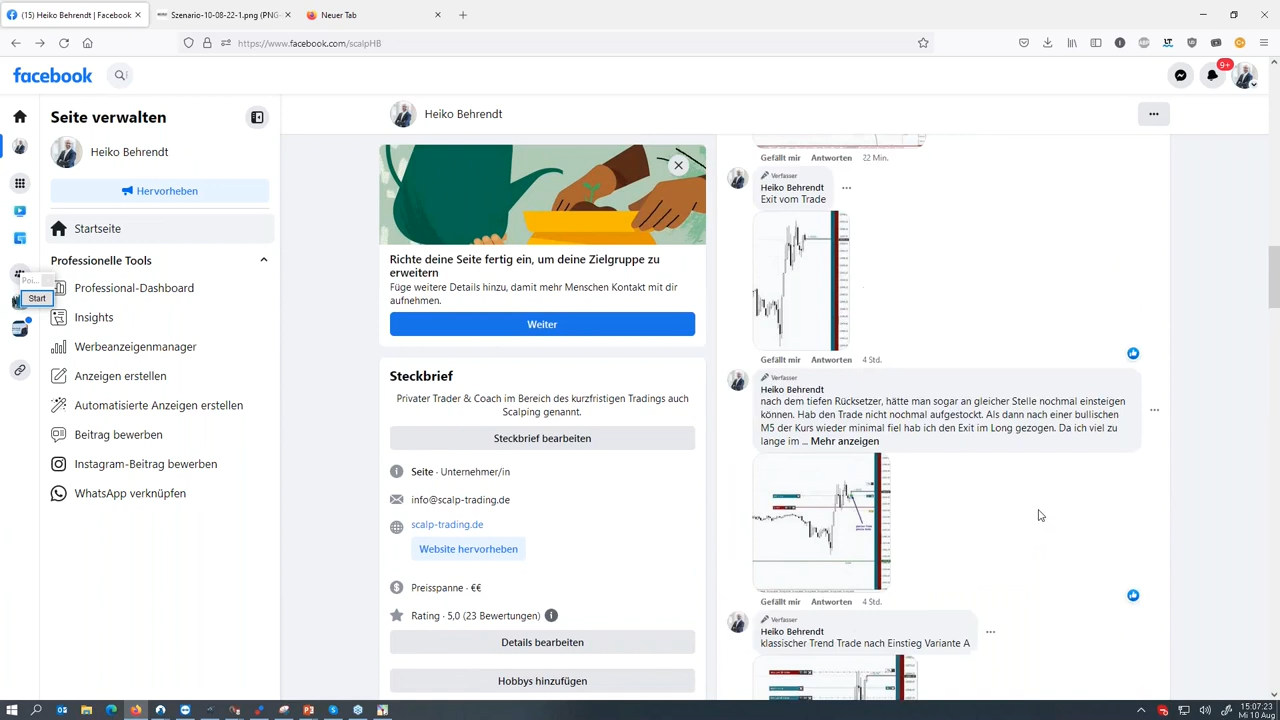 (15) Heiko Behrendt | Facebook
Szenario-10-08-22-1.png (PNG-
Neuer Tab
https://www.facebook.com/scalpHB
facebook
9+
Seite verwalten
Heiko Behrendt
Hervorheben
Startseite
Professionelle Tools
Start
Professional-Dashboard
Insights
Werbeanzeigenmanager
Anzeigen erstellen
Automatisierte Anzeigen erstellen
Beitrag bewerben
Instagram-Beitrag bewerben
WhatsApp verknüpfen
Heiko Behrendt
Richte deine Seite fertig ein, um deine Zielgruppe zu
erweitern
Füge weitere Details hinzu, damit mehr Menschen Kontakt mit dir
aufnehmen.
Weiter
Steckbrief
Privater Trader & Coach im Bereich des kurzfristigen Tradings auch
Scalping genannt.
Steckbrief bearbeiten
Seite · Unternehmer/in
info@scalp-trading.de
scalp-trading.de
Website hervorheben
Preisspanne · €€
Rating · 5,0 (23 Bewertungen)
Details bearbeiten
Hobbys hinzufügen
Gefällt mir Antworten 22 Min.
Verfasser
Heiko Behrendt
Exit vom Trade
Gefällt mir Antworten 4 Std.
Verfasser
Heiko Behrendt
nach dem tiefen Rücksetzer, hätte man sogar an gleicher Stelle nochmal einsteigen
können. Hab den Trade nicht nochmal aufgestockt. Als dann nach einer bullischen
M5 der Kurs wieder minimal fiel hab ich den Exit im Long gezogen. Da ich viel zu
lange im ... Mehr anzeigen
Gefällt mir Antworten 4 Std.
Verfasser
Heiko Behrendt
klassischer Trend Trade nach Einstieg Variante A
15:07:23
Mi 10 Aug